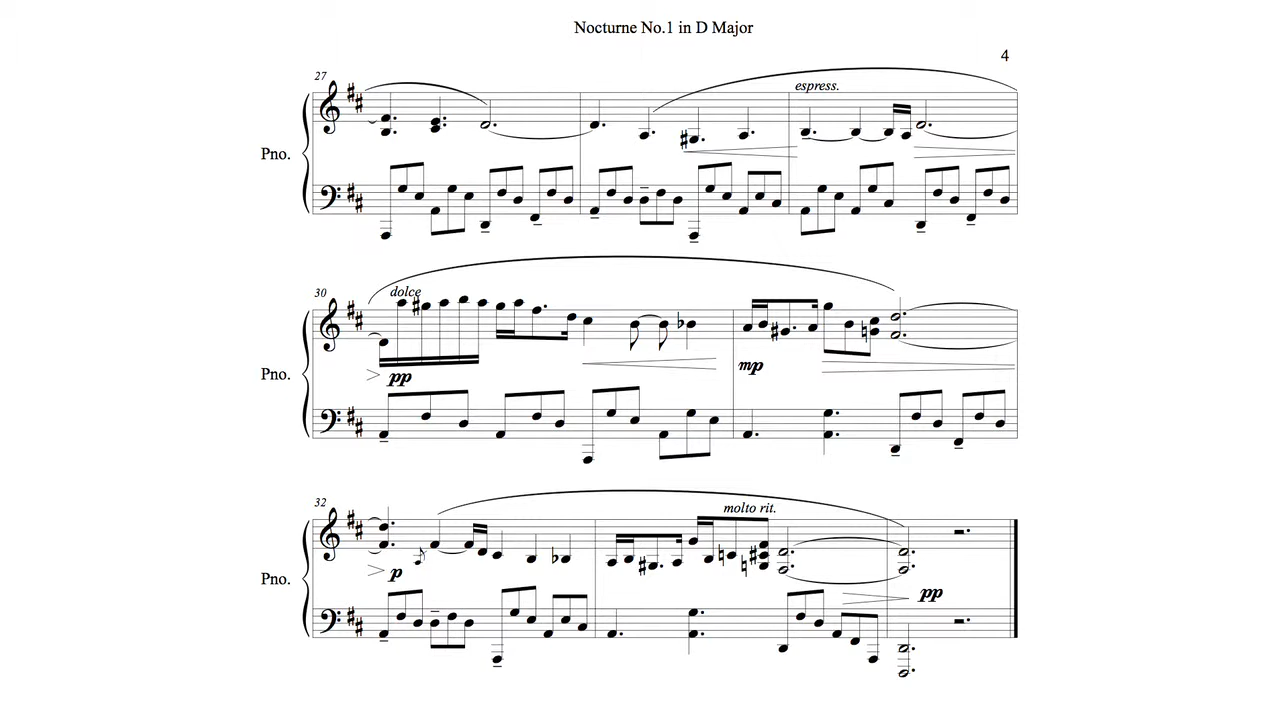 Nocturne No.1 in D Major
4
27
espress.
Pno.
30
dolce
Pno.
pp
mp
32
molto rit.
Pno.
p
pp